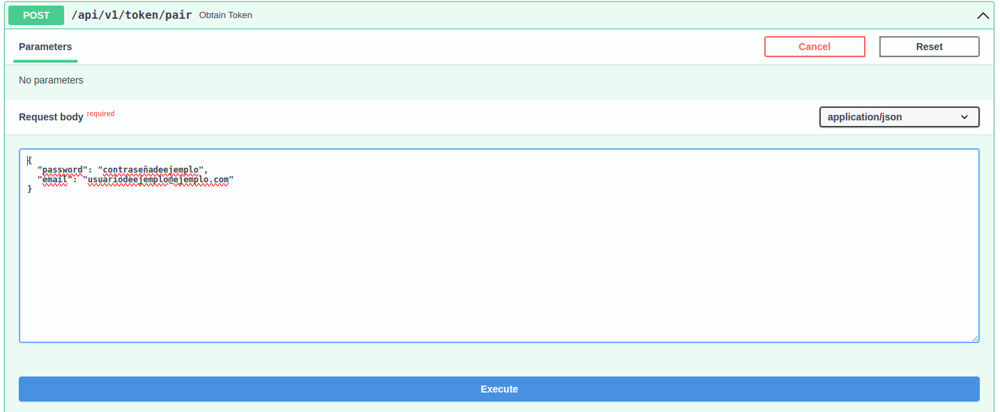 POST /api/v1/token/pair Obtain Token
Parameters
Cancel
Reset
No parameters
Request body required
application/json
{
"password": "contraseñadeejemplo",
"email": "usuariodeejemplo@ejemplo.com"
}
Execute